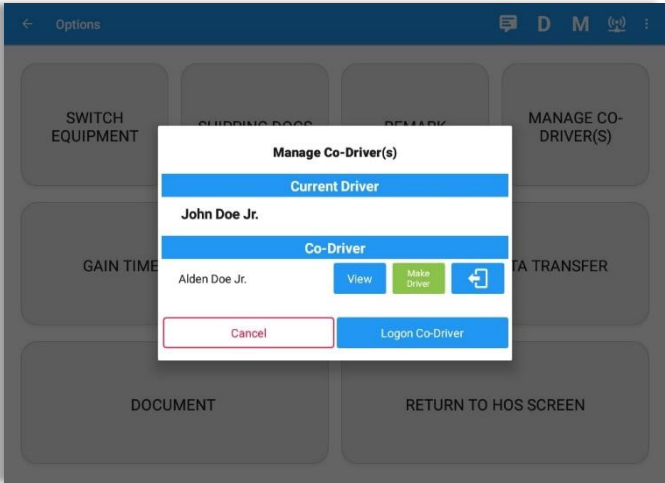 Options
D M
SWITCH
EQUIPMENT
MANAGE CO-
DRIVER(S)
Manage Co-Driver(s)
Current Driver
John Doe Jr.
Co-Driver
Alden Doe Jr.
View
Make
Driver
GAIN TIME
TRANSFER
Cancel
Logon Co-Driver
DOCUMENT
RETURN TO HOS SCREEN